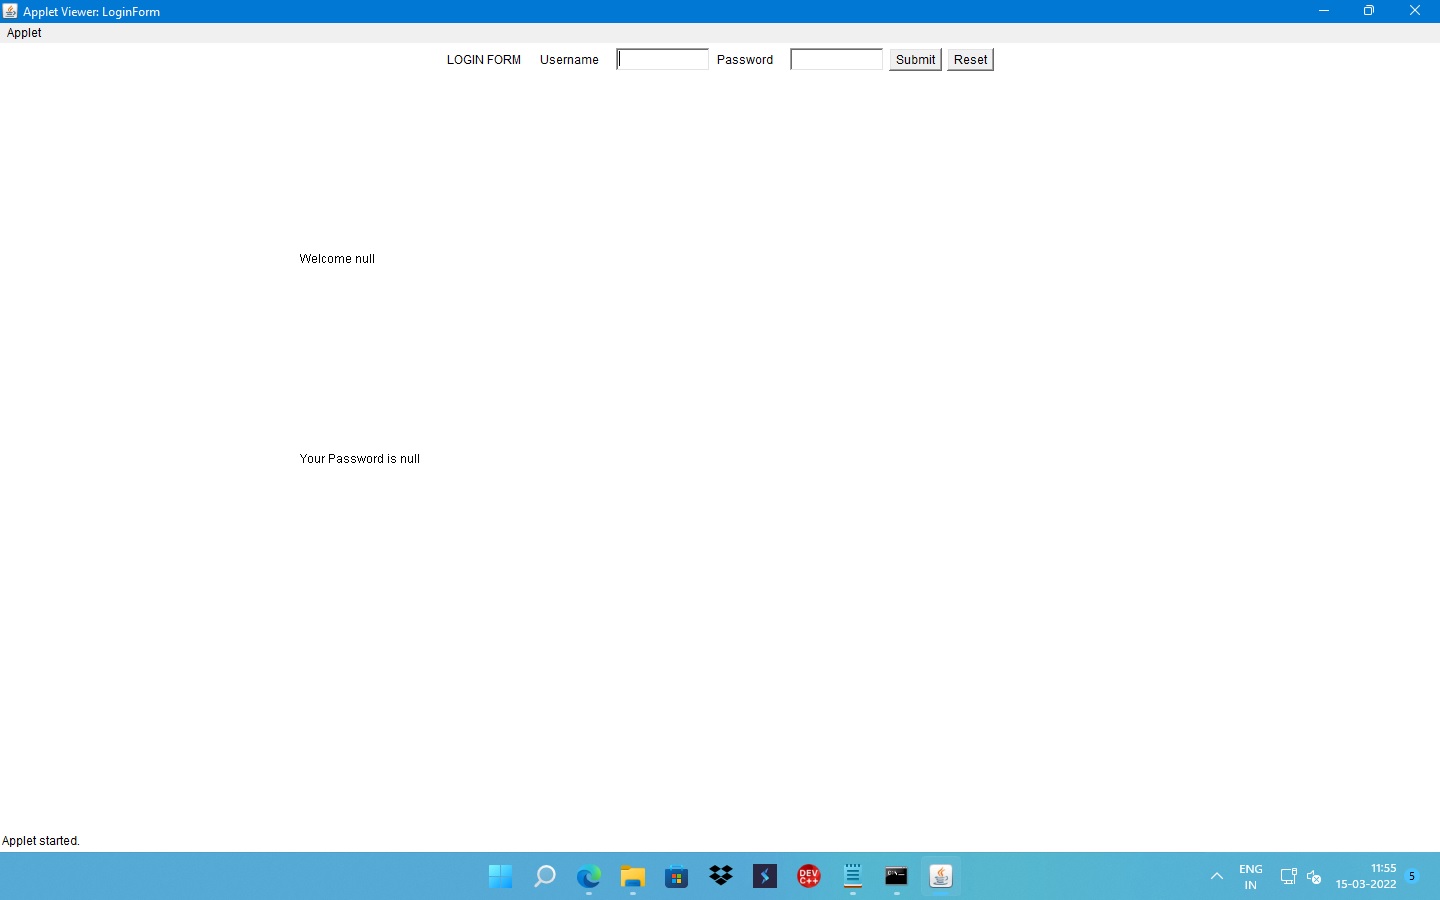 Applet Viewer: LoginForm
Applet
LOGIN FORM Username Password Submit Reset
Welcome null
Your Password is null
Applet started.
DEV C++
ENG IN
11:55
15-03-2022
5